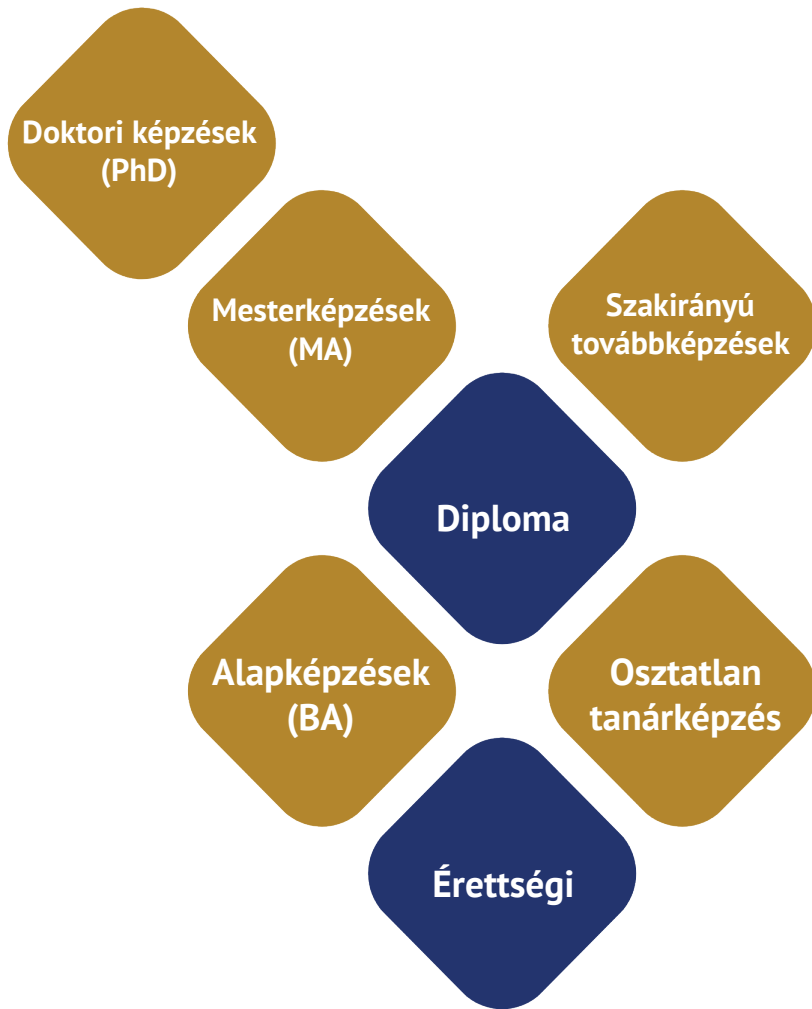 Doktori képzések
(PhD)
Mesterképzések
(MA)
Szakirányú
továbbképzések
Diploma
Alapképzések
(BA)
Osztatlan
tanárképzés
Érettségi